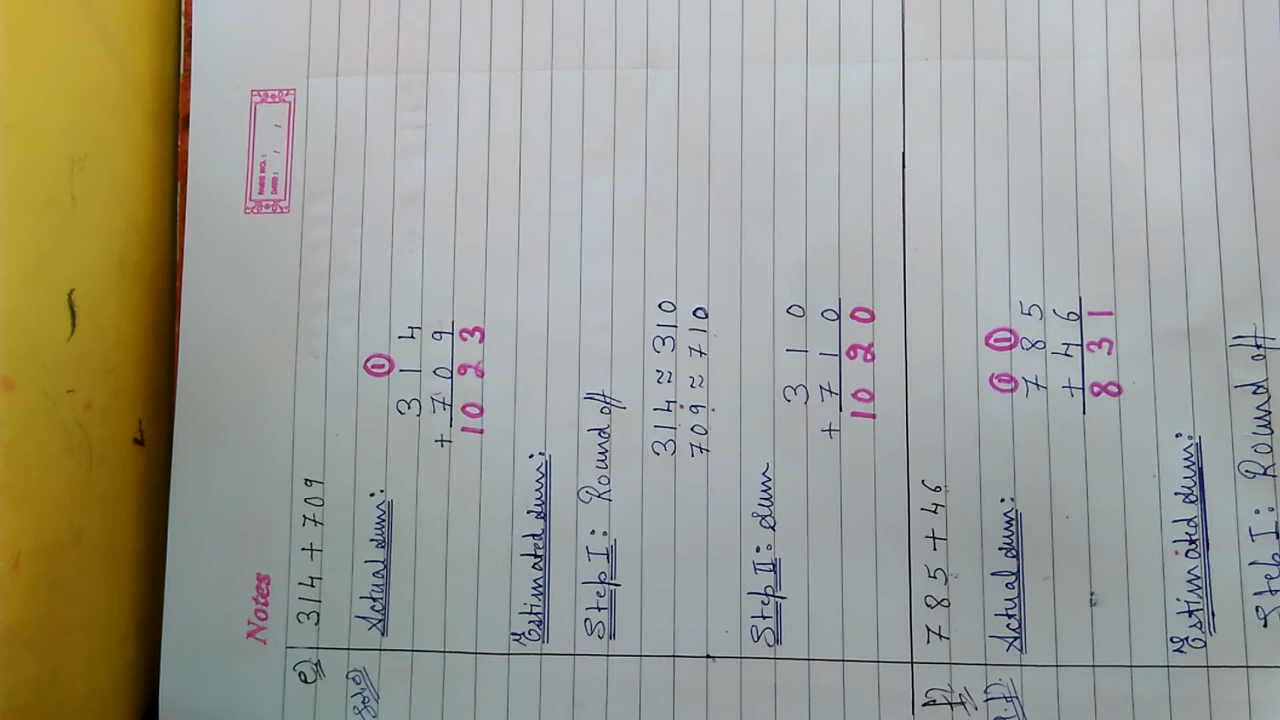 Notes
PAGE NO. :
DATE : / /
e) 314 + 709
Sol.e)
Actual sum:
①
3 1 4
+ 7 0 9
10 2 3
Estimated sum:
Step I : Round off
314 ≈ 310
709 ≈ 710
Step II : Sum
3 1 0
+ 7 1 0
10 2 0
f) 785 + 46
Actual sum:
① ①
7 8 5
+ 4 6
8 3 1
Estimated sum:
Step I : Round off